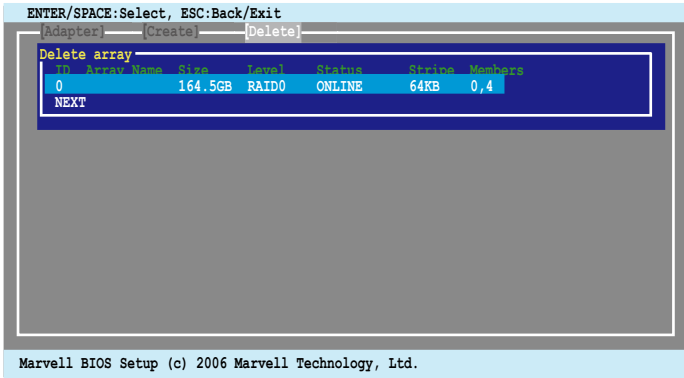 ENTER/SPACE:Select, ESC:Back/Exit
[Adapter] [Create] [Delete]
Delete array
ID Array Name Size Level Status Stripe Members
0 164.5GB RAID0 ONLINE 64KB 0,4
NEXT
Marvell BIOS Setup (c) 2006 Marvell Technology, Ltd.